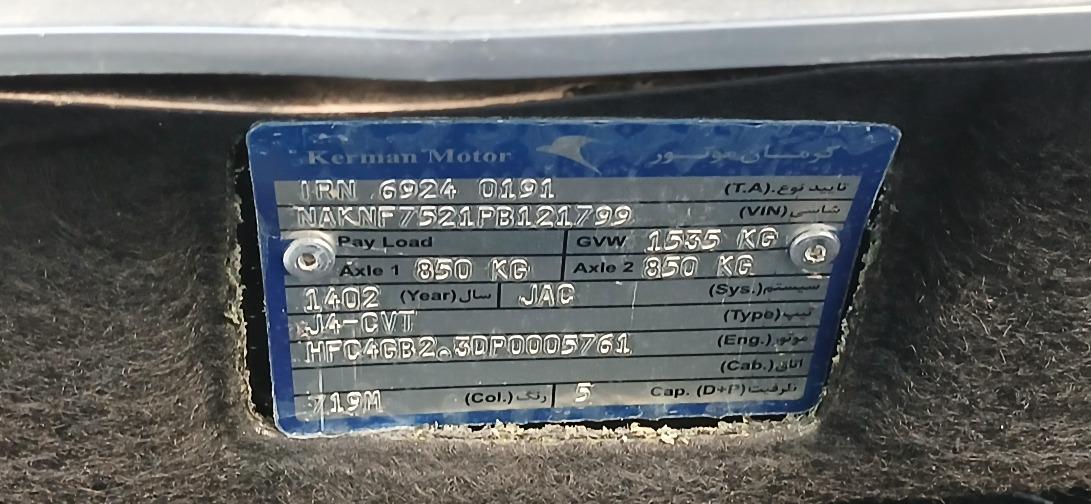 Kerman Motor کرمان موتور
IRN 6924 0191 تایید نوع.(T.A)
NAKNF7521PB121799 شاسی(VIN)
Pay Load GVW 1535 KG
Axle 1 850 KG Axle 2 850 KG
1402 سال(Year) JAC سیستم(.Sys)
J4-CVT تیپ(Type)
HFC4GB2.3DP0005761 موتور(.Eng)
اتاق(.Cab)
719M رنگ(.Col) 5 Cap. (D+P) ظرفیت